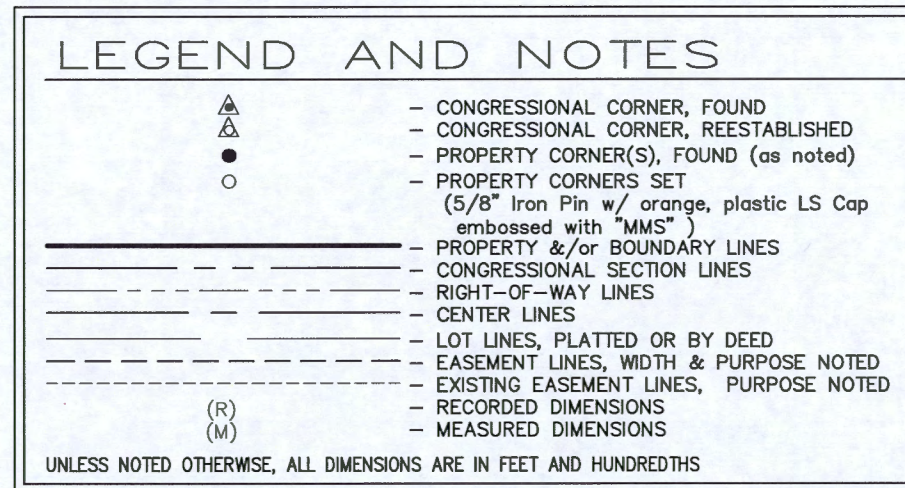 LEGEND AND NOTES
– CONGRESSIONAL CORNER, FOUND
– CONGRESSIONAL CORNER, REESTABLISHED
– PROPERTY CORNER(S), FOUND (as noted)
– PROPERTY CORNERS SET
(5/8" Iron Pin w/ orange, plastic LS Cap
embossed with "MMS" )
– PROPERTY &/or BOUNDARY LINES
– CONGRESSIONAL SECTION LINES
– RIGHT–OF–WAY LINES
– CENTER LINES
– LOT LINES, PLATTED OR BY DEED
– EASEMENT LINES, WIDTH & PURPOSE NOTED
– EXISTING EASEMENT LINES, PURPOSE NOTED
(R) – RECORDED DIMENSIONS
(M) – MEASURED DIMENSIONS
UNLESS NOTED OTHERWISE, ALL DIMENSIONS ARE IN FEET AND HUNDREDTHS